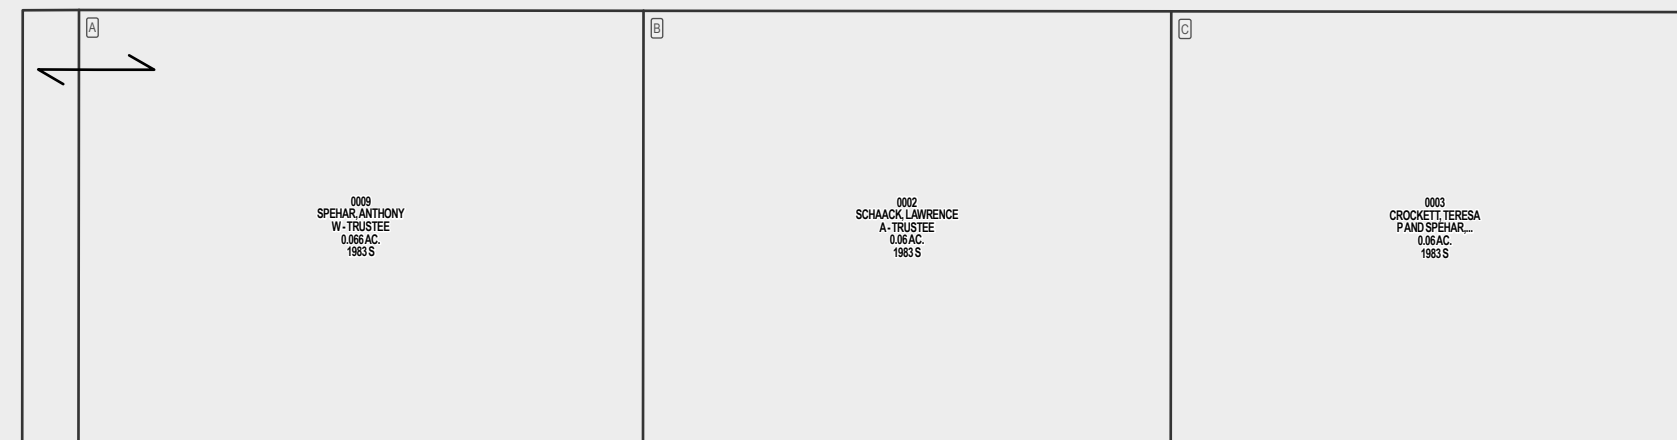 A
B
C
0009
SPEHAR, ANTHONY
W - TRUSTEE
0.066 AC.
1983 S
0002
SCHAACK, LAWRENCE
A - TRUSTEE
0.06 AC.
1983 S
0003
CROCKETT, TERESA
P AND SPEHAR,...
0.06 AC.
1983 S